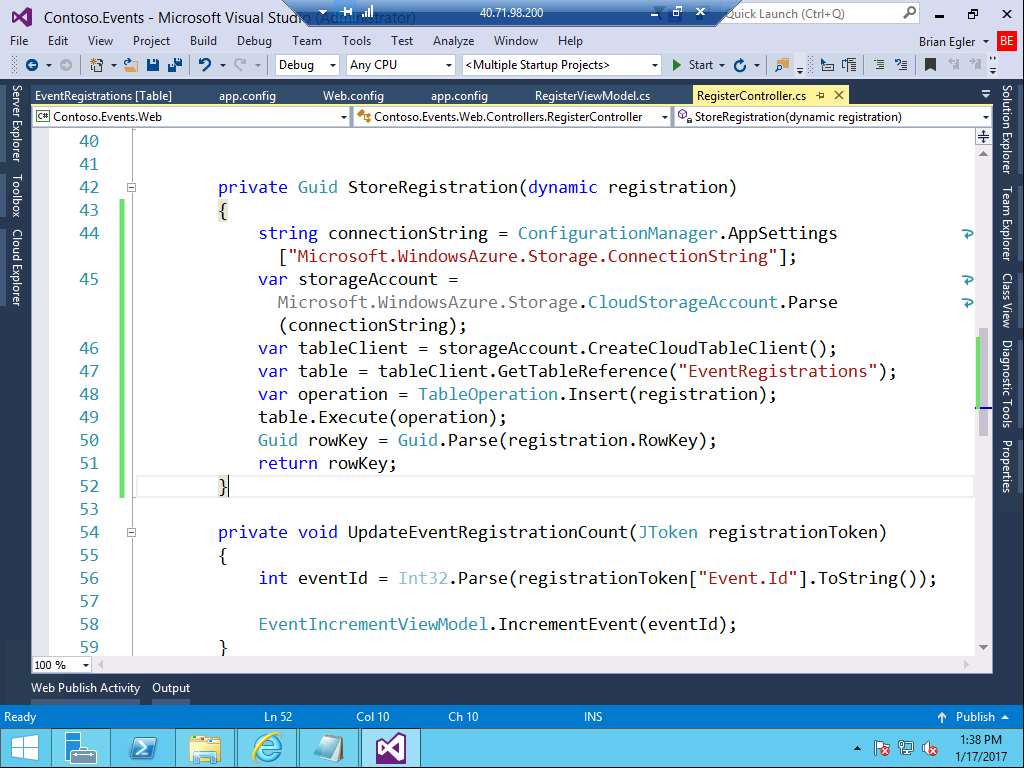 Contoso.Events - Microsoft Visual Studio (Administrator)
40.71.98.200
Quick Launch (Ctrl+Q)
File Edit View Project Build Debug Team Tools Test Analyze Window Help
Brian Egler BE
Debug Any CPU <Multiple Startup Projects> Start
EventRegistrations [Table] app.config Web.config app.config RegisterViewModel.cs RegisterController.cs
C# Contoso.Events.Web Contoso.Events.Web.Controllers.RegisterController StoreRegistration(dynamic registration)
Server Explorer
Toolbox
Cloud Explorer
40
41
42 private Guid StoreRegistration(dynamic registration)
43 {
44 string connectionString = ConfigurationManager.AppSettings
["Microsoft.WindowsAzure.Storage.ConnectionString"];
45 var storageAccount =
Microsoft.WindowsAzure.Storage.CloudStorageAccount.Parse
(connectionString);
46 var tableClient = storageAccount.CreateCloudTableClient();
47 var table = tableClient.GetTableReference("EventRegistrations");
48 var operation = TableOperation.Insert(registration);
49 table.Execute(operation);
50 Guid rowKey = Guid.Parse(registration.RowKey);
51 return rowKey;
52 }
53
54 private void UpdateEventRegistrationCount(JToken registrationToken)
55 {
56 int eventId = Int32.Parse(registrationToken["Event.Id"].ToString());
57
58 EventIncrementViewModel.IncrementEvent(eventId);
59 }
Solution Explorer
Team Explorer
Class View
Diagnostic Tools
Properties
100 %
Web Publish Activity Output
Ready Ln 52 Col 10 Ch 10 INS Publish
1:38 PM
1/17/2017